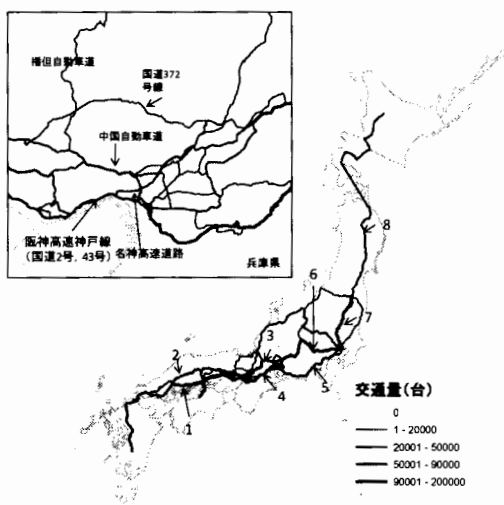 播但自動車道
国道372
号線
中国自動車道
阪神高速神戸線
(国道2号, 43号)
名神高速道路
兵庫県
1
2
3
4
5
6
7
8
交通量(台)
0
1 - 20000
20001 - 50000
50001 - 90000
90001 - 200000